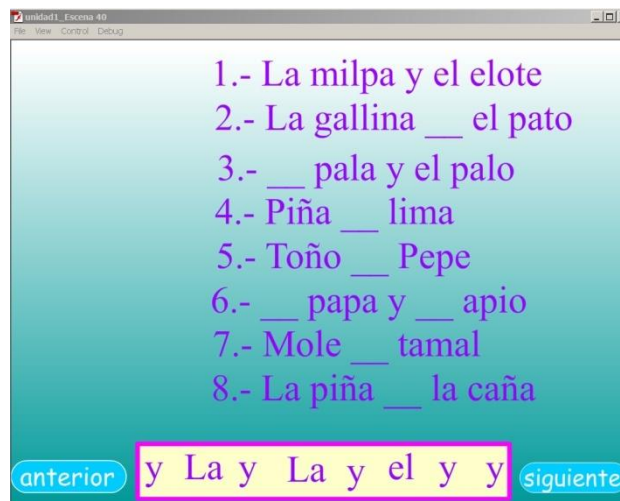 unidad1_Escena 40
File View Control Debug
1.- La milpa y el elote
2.- La gallina __ el pato
3.- __ pala y el palo
4.- Piña __ lima
5.- Toño __ Pepe
6.- __ papa y __ apio
7.- Mole __ tamal
8.- La piña __ la caña
anterior y La y La y el y y siguiente